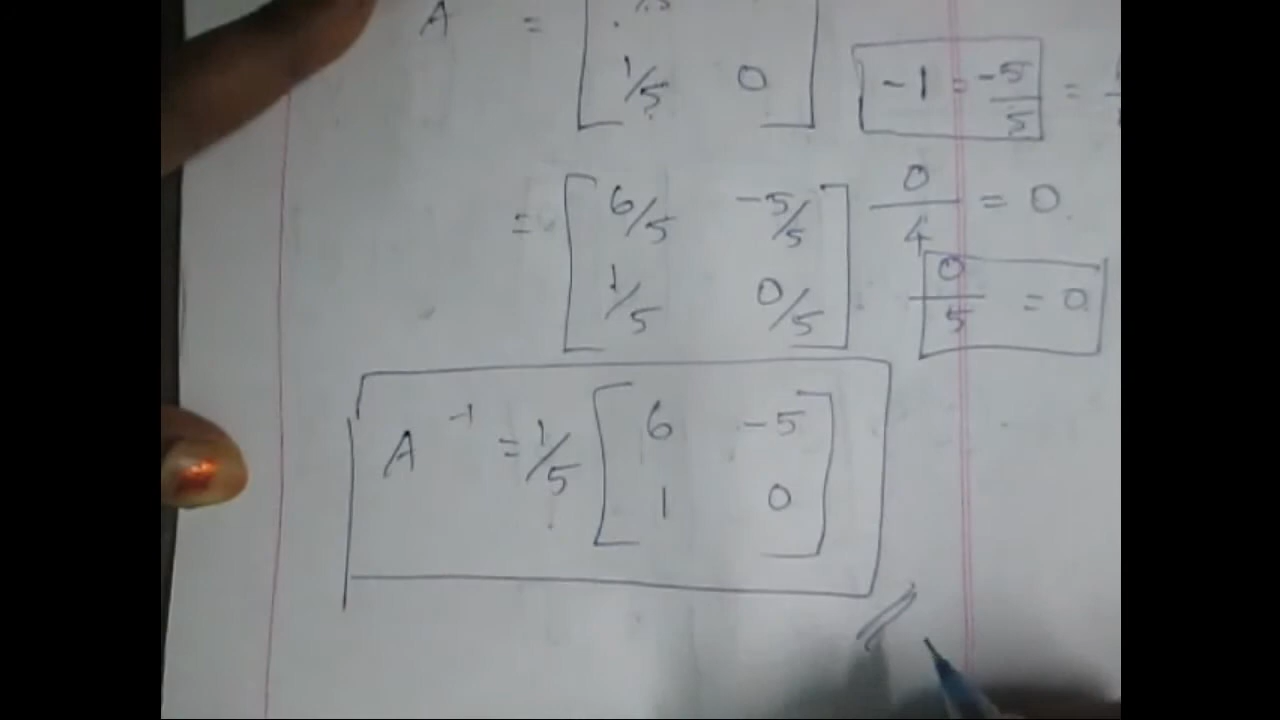 A =
1/5 0
-1 = -5/5 =
= [ 6/5 -5/5
1/5 0/5 ]
0/4 = 0
0/5 = 0
A^-1 = 1/5 [ 6 -5
1 0 ]